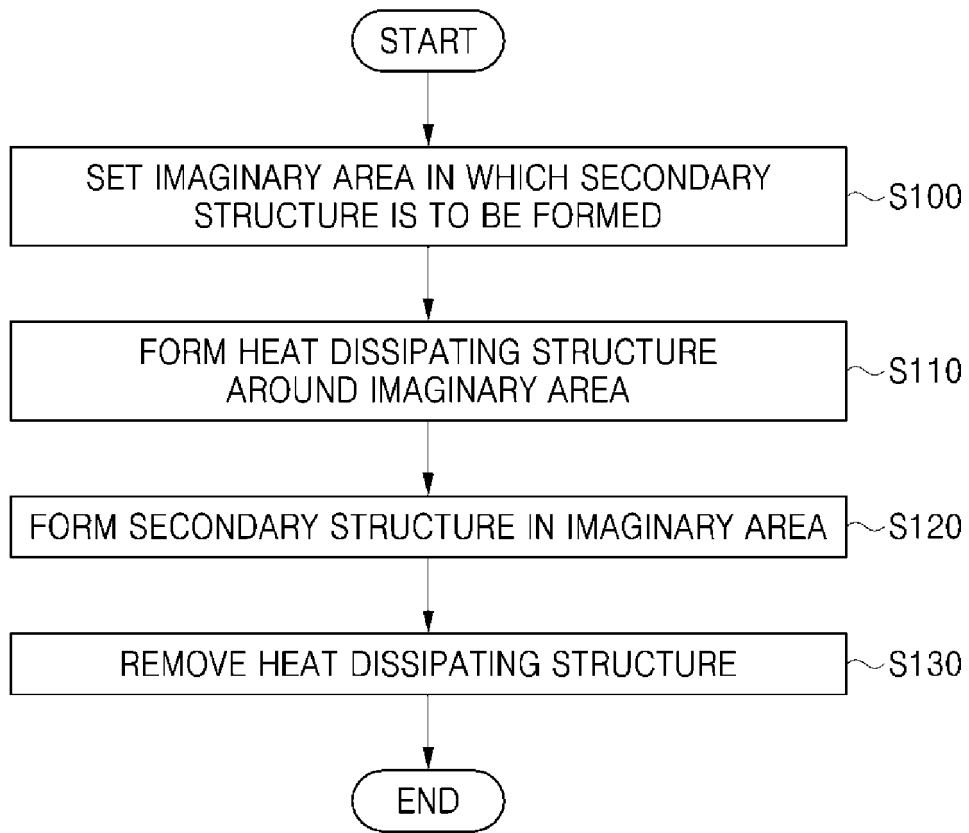 START
SET IMAGINARY AREA IN WHICH SECONDARY
STRUCTURE IS TO BE FORMED
S100
FORM HEAT DISSIPATING STRUCTURE
AROUND IMAGINARY AREA
S110
FORM SECONDARY STRUCTURE IN IMAGINARY AREA
S120
REMOVE HEAT DISSIPATING STRUCTURE
S130
END